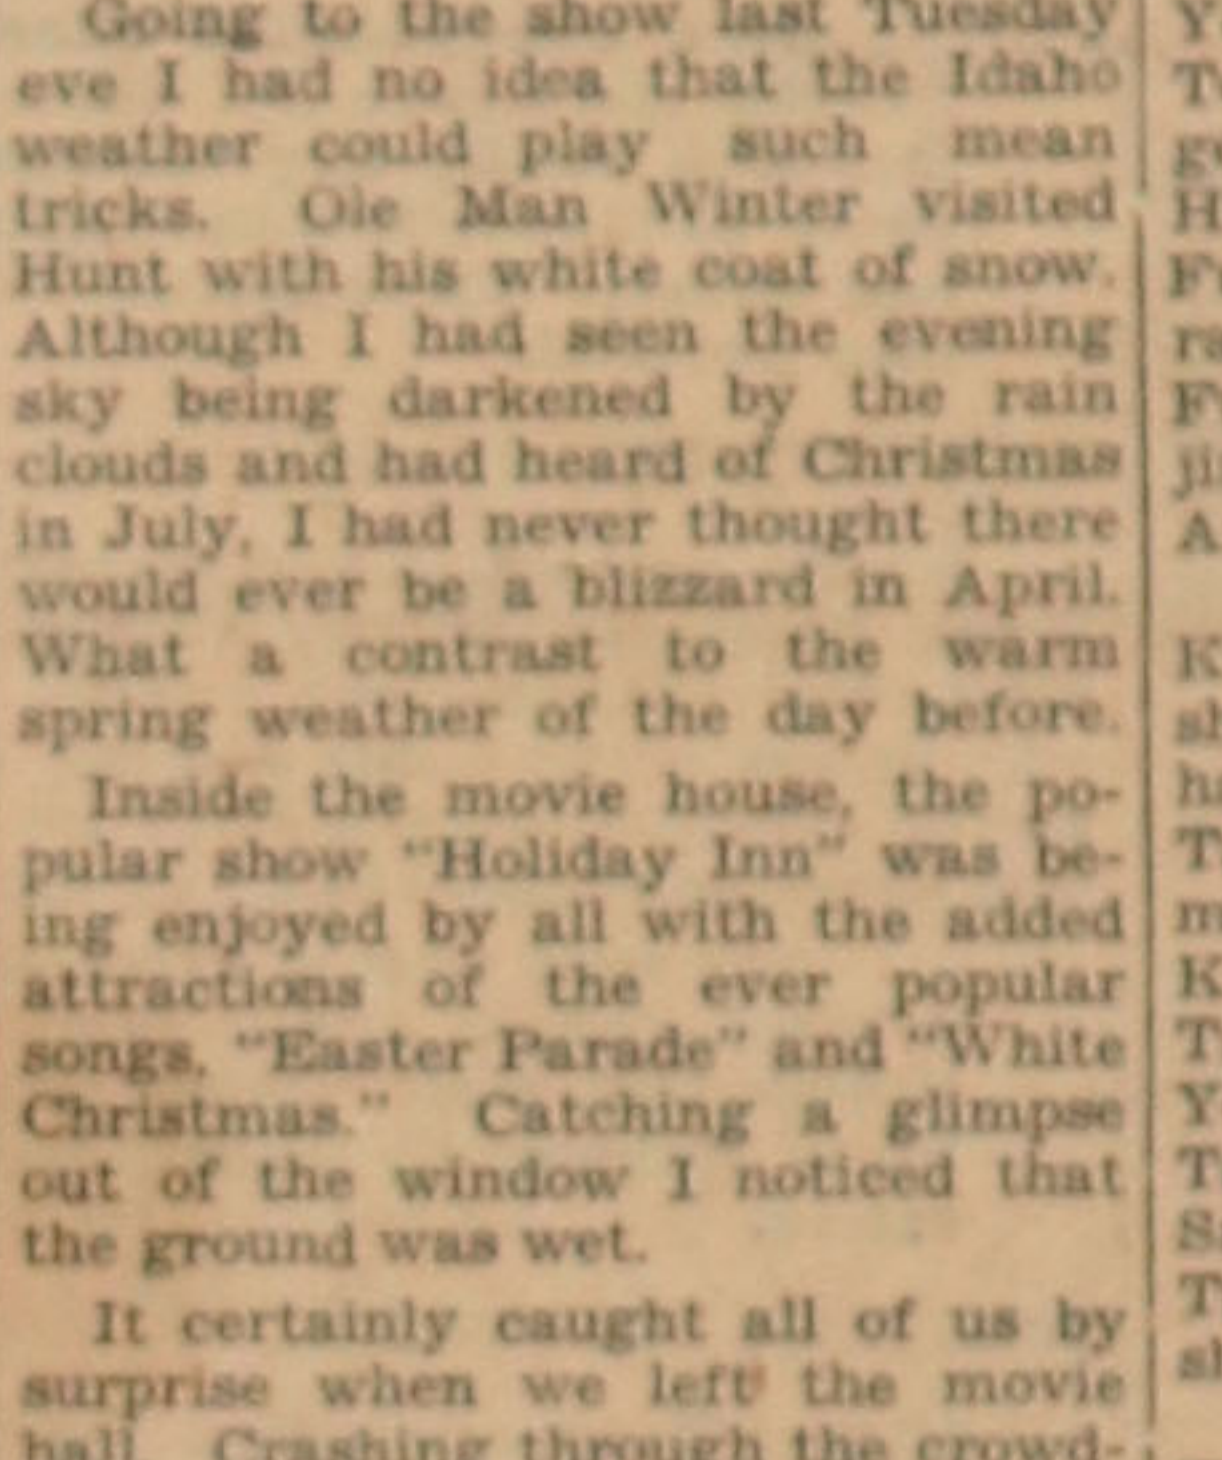 Going to the show last Tuesday
eve I had no idea that the Idaho
weather could play such mean
tricks. Ole Man Winter visited
Hunt with his white coat of snow.
Although I had seen the evening
sky being darkened by the rain
clouds and had heard of Christmas
in July, I had never thought there
would ever be a blizzard in April.
What a contrast to the warm
spring weather of the day before.
Inside the movie house, the po-
pular show "Holiday Inn" was be-
ing enjoyed by all with the added
attractions of the ever popular
songs, "Easter Parade" and "White
Christmas." Catching a glimpse
out of the window I noticed that
the ground was wet.
It certainly caught all of us by
surprise when we left the movie
hall. Crashing through the crowd-